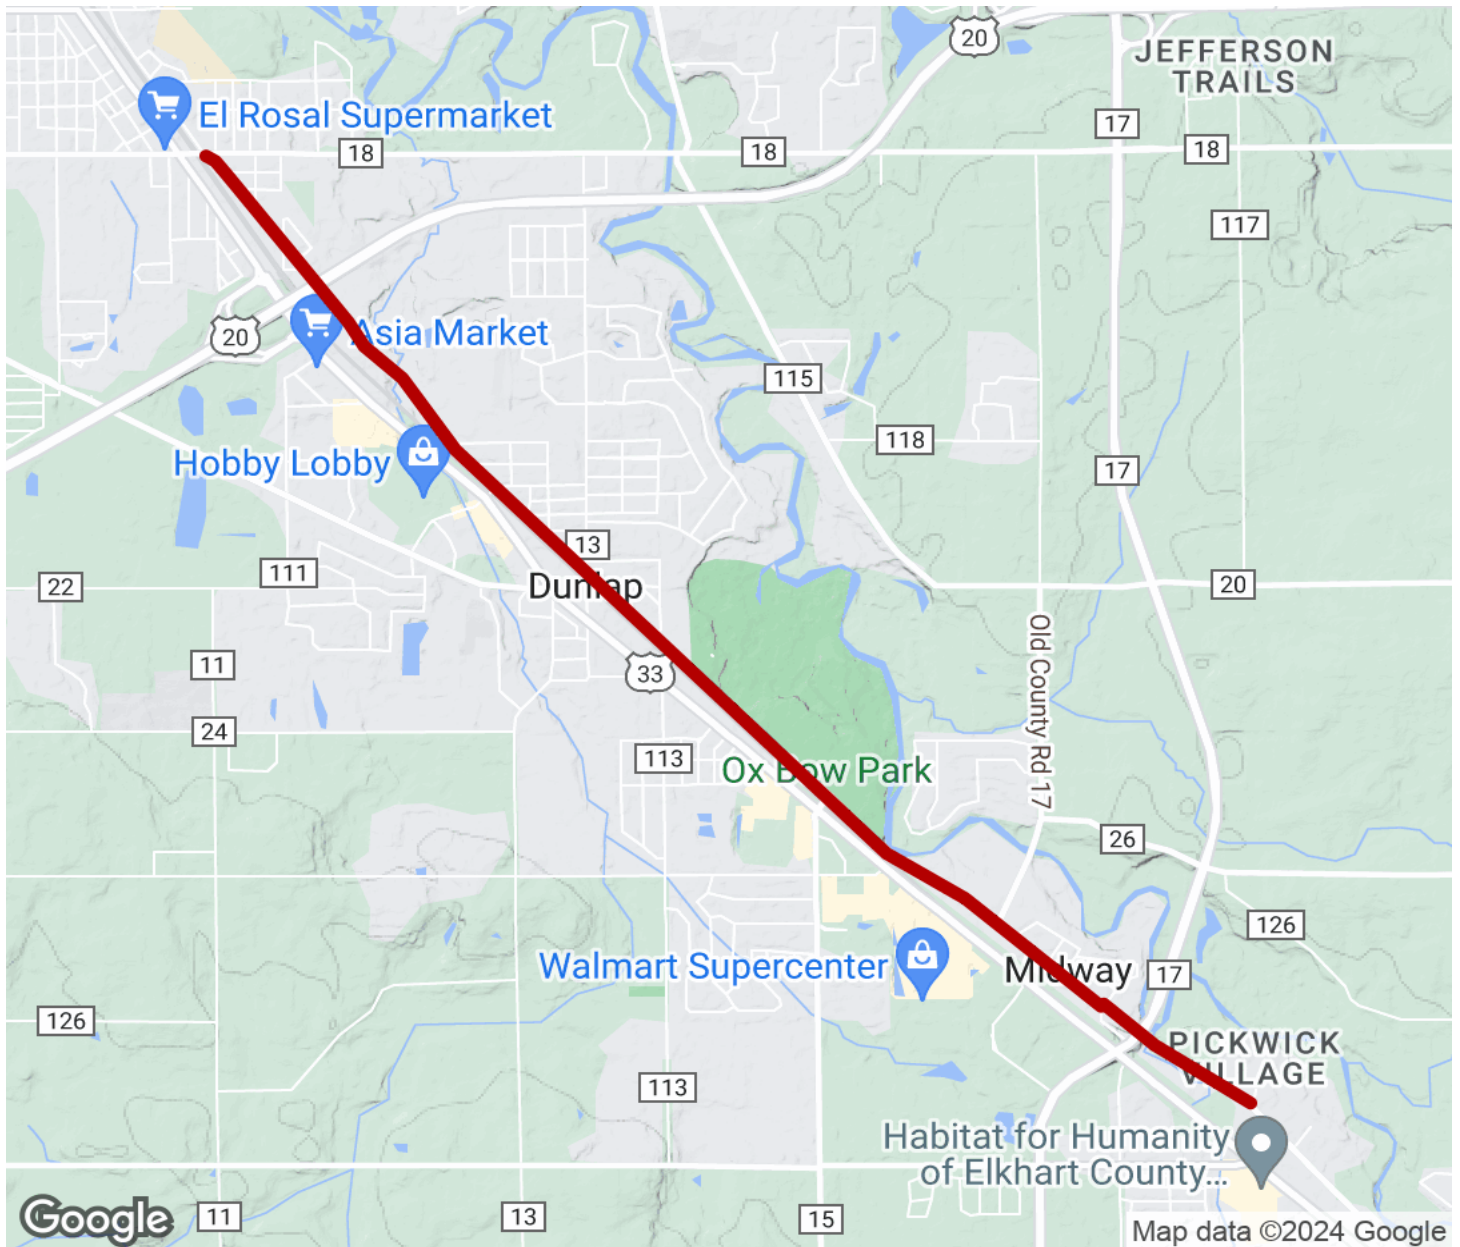 20
JEFFERSON
TRAILS
El Rosal Supermarket
17
18
18
18
117
20
Asia Market
115
118
Hobby Lobby
17
13
111
22
Dunlap
20
Old County Rd 17
11
33
24
113
Ox Bow Park
26
126
Walmart Supercenter
Midway
17
126
PICKWICK
VILLAGE
113
Habitat for Humanity
of Elkhart County...
Google
11
13
15
Map data ©2024 Google